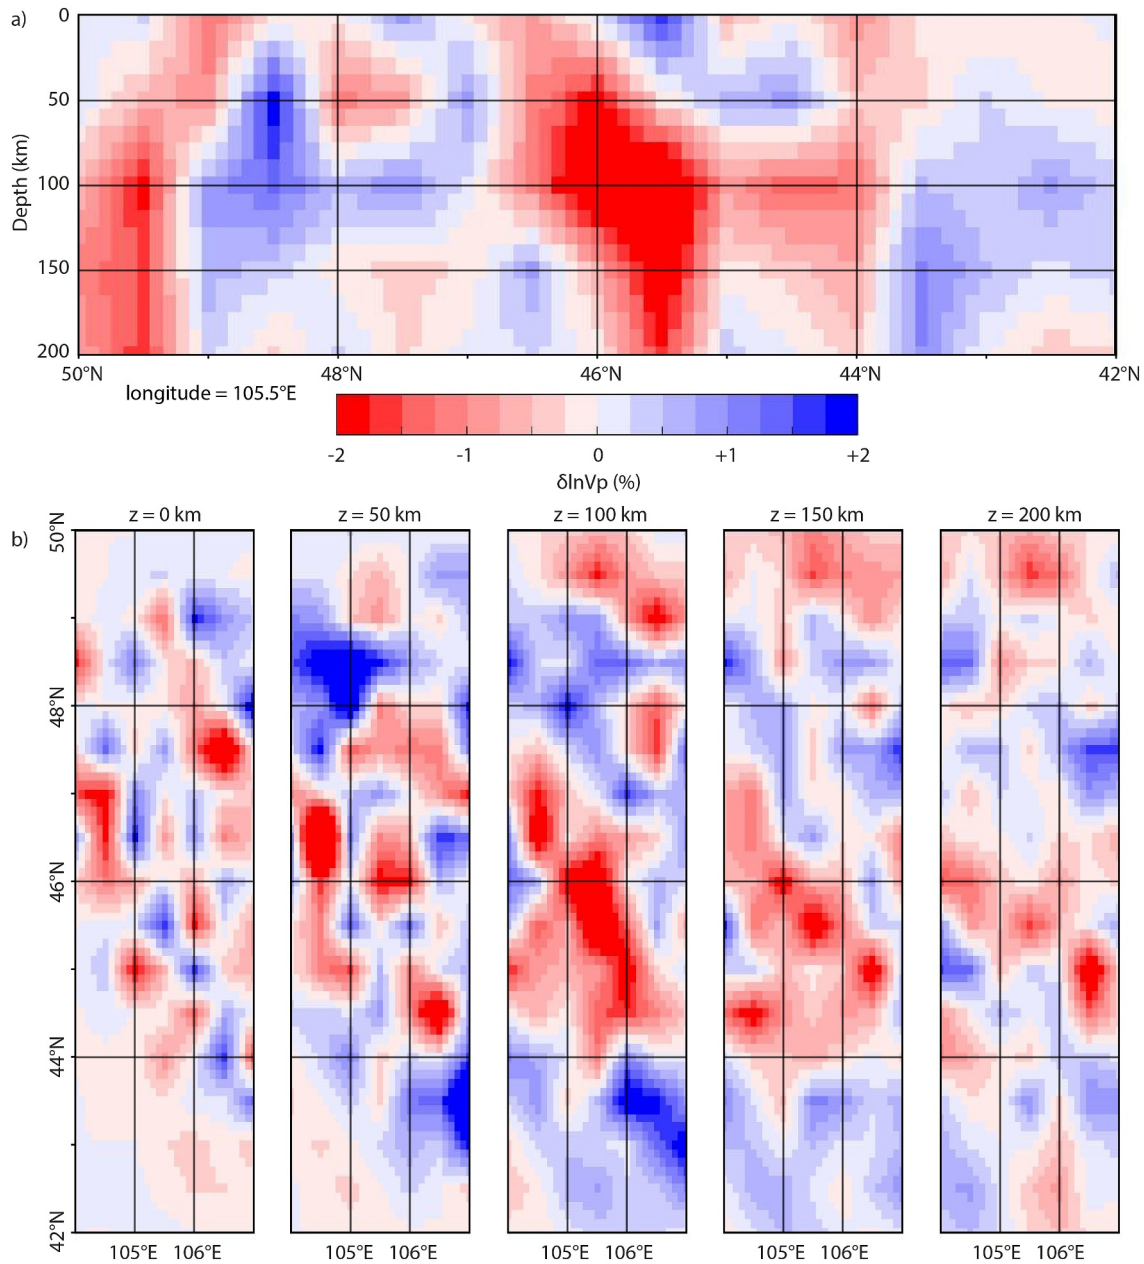 a)
0
50
100
150
200
Depth (km)
50°N 48°N 46°N 44°N 42°N
longitude = 105.5°E
-2 -1 0 +1 +2
δlnVp (%)
b)
z = 0 km z = 50 km z = 100 km z = 150 km z = 200 km
50°N
48°N
46°N
44°N
42°N
105°E 106°E 105°E 106°E 105°E 106°E 105°E 106°E 105°E 106°E